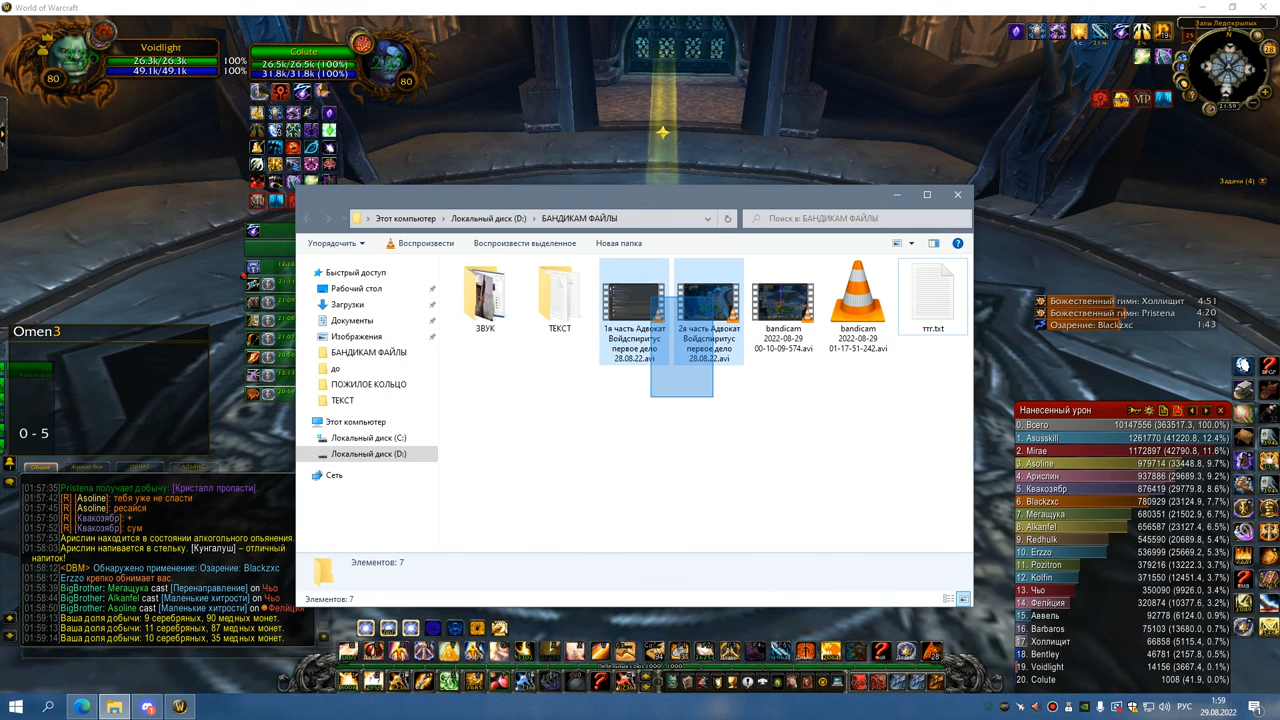 World of Warcraft
Voidlight
26.3k/26.3k 100%
49.1k/49.1k 100%
80
Colute
26.5k/26.5k (100%)
31.8k/31.8k (100%)
80
Залы Ледокрылых
21:59
Задачи (4)
Этот компьютер
Локальный диск (D:)
БАНДИКАМ ФАЙЛЫ
Поиск в: БАНДИКАМ ФАЙЛЫ
Упорядочить
Воспроизвести
Воспроизвести выделенное
Новая папка
Быстрый доступ
Рабочий стол
Загрузки
Документы
Изображения
БАНДИКАМ ФАЙЛЫ
до
ПОЖИЛОЕ КОЛЬЦО
ТЕКСТ
Этот компьютер
Локальный диск (C:)
Локальный диск (D:)
Сеть
ЗВУК
ТЕКСТ
1я часть Адвокат
Войдспиритус
первое дело
28.08.22.avi
2я часть Адвокат
Войдспиритус
первое дело
28.08.22.avi
bandicam
2022-08-29
00-10-09-574.avi
bandicam
2022-08-29
01-17-51-242.avi
ттг.txt
Элементов: 7
Элементов: 7
Божественный гимн: Холлищит 4:51
Божественный гимн: Pristena 4:20
Озарение: Blackzxc 1:43
Omen3
0 - 5
Общий
Журнал боя
[01:57:35]Pristena получает добычу: [Кристалл пропасти].
[01:57:42][R] [Asoline]: тебя уже не спасти
[01:57:45][R] [Asoline]: ресайся
[01:57:50][R] [Квакозябр]: +
[01:57:52][R] [Квакозябр]: сум
[01:57:53]Арислин находится в состоянии алкогольного опьянения.
[01:58:03]Арислин напивается в стельку. [Кунгалуш] – отличный
напиток!
[01:58:12]<DBM> Обнаружено применение: Озарение: Blackzxc
[01:58:12]Erzzo крепко обнимает вас.
[01:58:39]BigBrother: Мегащука cast [Перенаправление] on Чьо
[01:58:44]BigBrother: Alkanfel cast [Маленькие хитрости] on Чьо
[01:58:50]BigBrother: Asoline cast [Маленькие хитрости] on Фелйция
[01:59:13]Ваша доля добычи: 9 серебряных, 90 медных монет.
[01:59:13]Ваша доля добычи: 11 серебряных, 87 медных монет.
[01:59:14]Ваша доля добычи: 10 серебряных, 35 медных монет.
Нанесенный урон
0. Всего 10147556 (363517.3, 100.0%)
1. Asusskill 1261770 (41220.8, 12.4%)
2. Mirae 1172897 (42790.8, 11.6%)
3. Asoline 979714 (33448.8, 9.7%)
4. Арислин 937886 (29689.3, 9.2%)
5. Квакозябр 876419 (29779.8, 8.6%)
6. Blackzxc 780929 (23124.9, 7.7%)
7. Мегащука 680351 (21502.9, 6.7%)
8. Alkanfel 656587 (23127.4, 6.5%)
9. Redhulk 545590 (20689.8, 5.4%)
10. Erzzo 536999 (25669.2, 5.3%)
11. Pozitron 379216 (13222.3, 3.7%)
12. Kolfin 371550 (12451.4, 3.7%)
13. Чьо 350090 (9926.9, 3.4%)
14. Фелйция 320874 (10377.6, 3.2%)
15. Аввель 92778 (6124.0, 0.9%)
16. Barbaros 75103 (13680.0, 0.7%)
17. Холлищит 66858 (5115.4, 0.7%)
18. Bentley 46781 (2157.8, 0.5%)
19. Voidlight 14156 (3667.4, 0.1%)
20. Colute 1008 (41.9, 0.0%)
РУС
1:59
29.08.2022